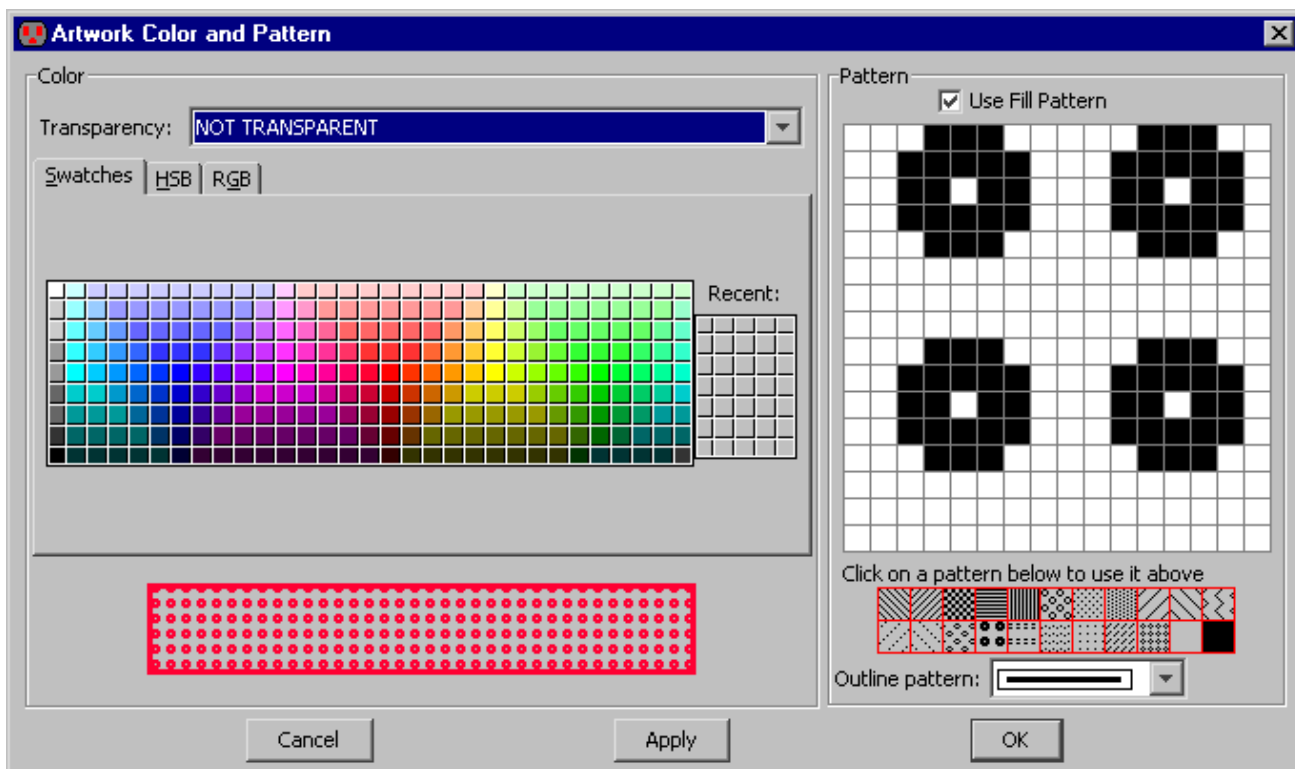 Artwork Color and Pattern
Color
Transparency: NOT TRANSPARENT
Swatches HSB RGB
Recent:
Pattern
Use Fill Pattern
Click on a pattern below to use it above
Outline pattern:
Cancel Apply OK